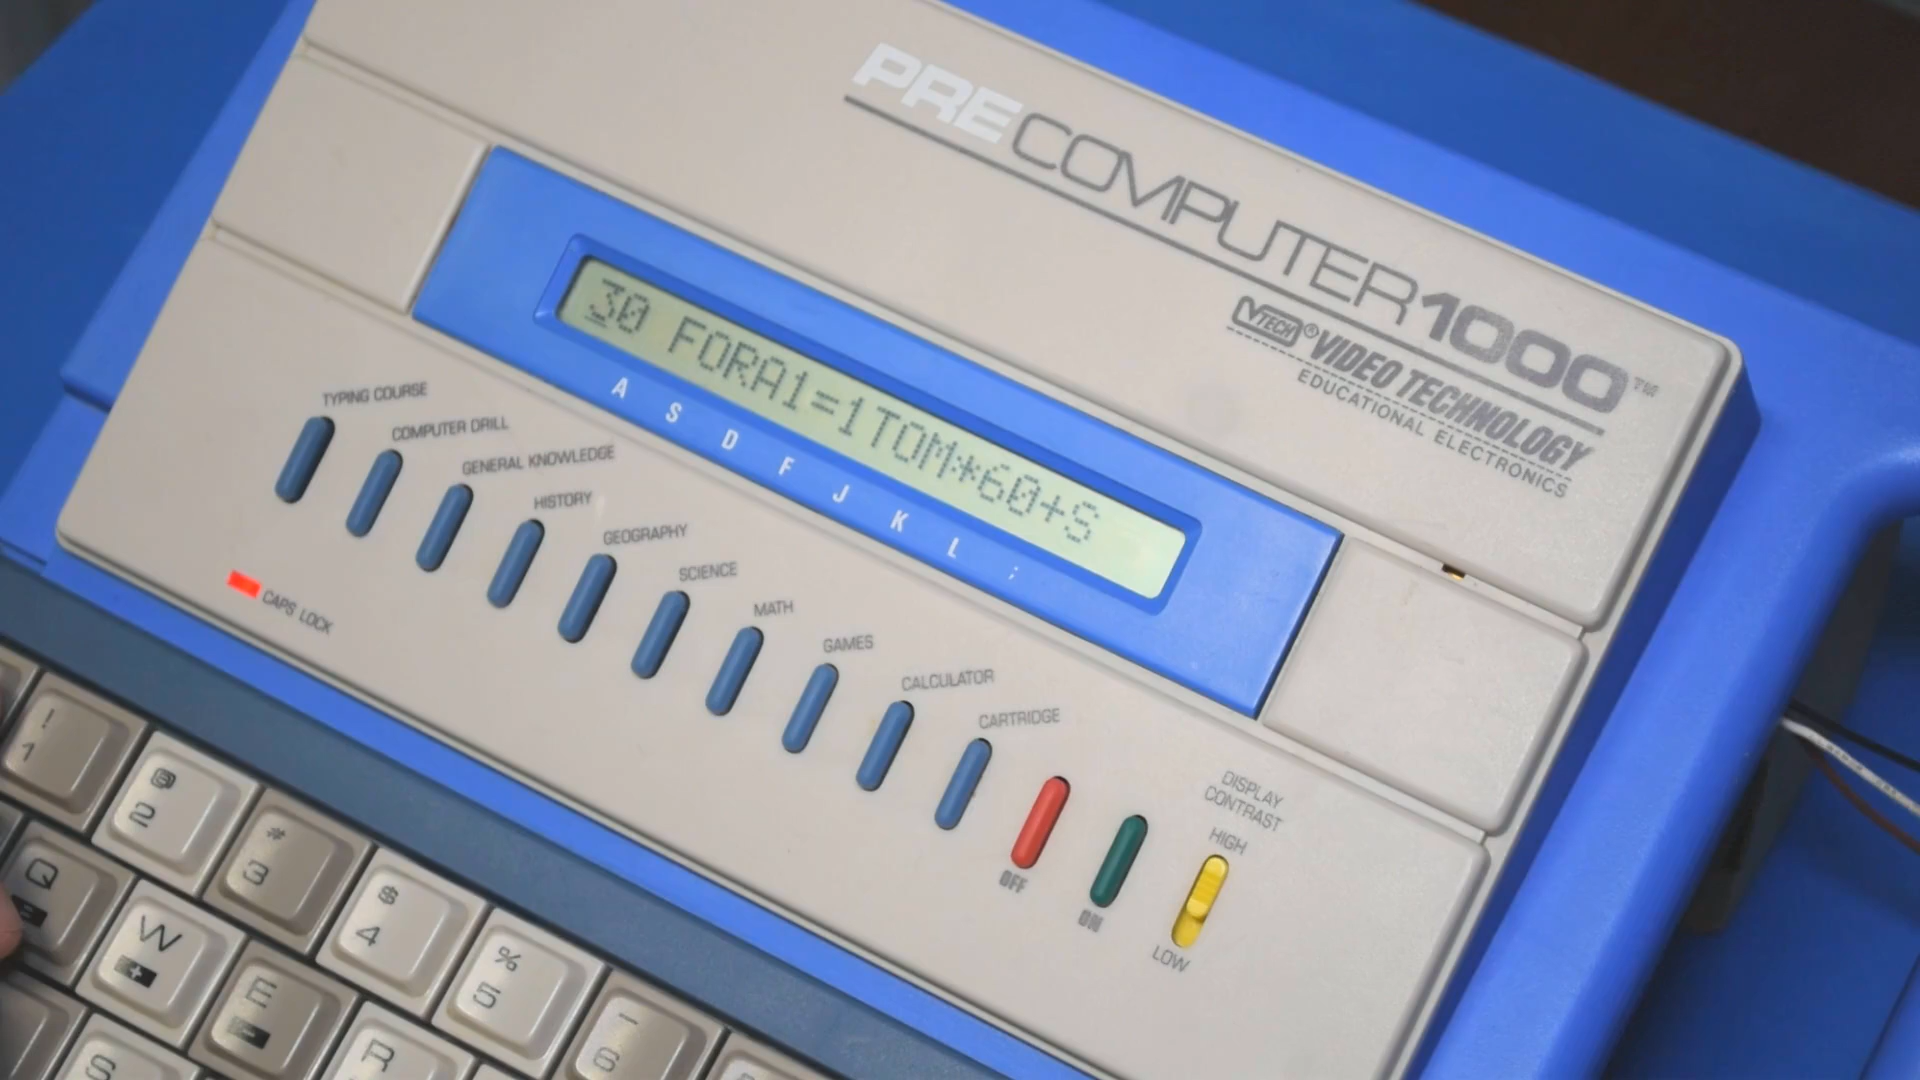 PRECOMPUTER1000™
VTECH® VIDEO TECHNOLOGY
EDUCATIONAL ELECTRONICS
30 FORA1=1TOM*60+S
A S D F J K L ;
TYPING COURSE
COMPUTER DRILL
GENERAL KNOWLEDGE
HISTORY
GEOGRAPHY
SCIENCE
MATH
GAMES
CALCULATOR
CARTRIDGE
CAPS LOCK
OFF
ON
DISPLAY
CONTRAST
HIGH
LOW
! 1
@ 2
# 3
$ 4
% 5
6
Q =
W +
E -
R
S